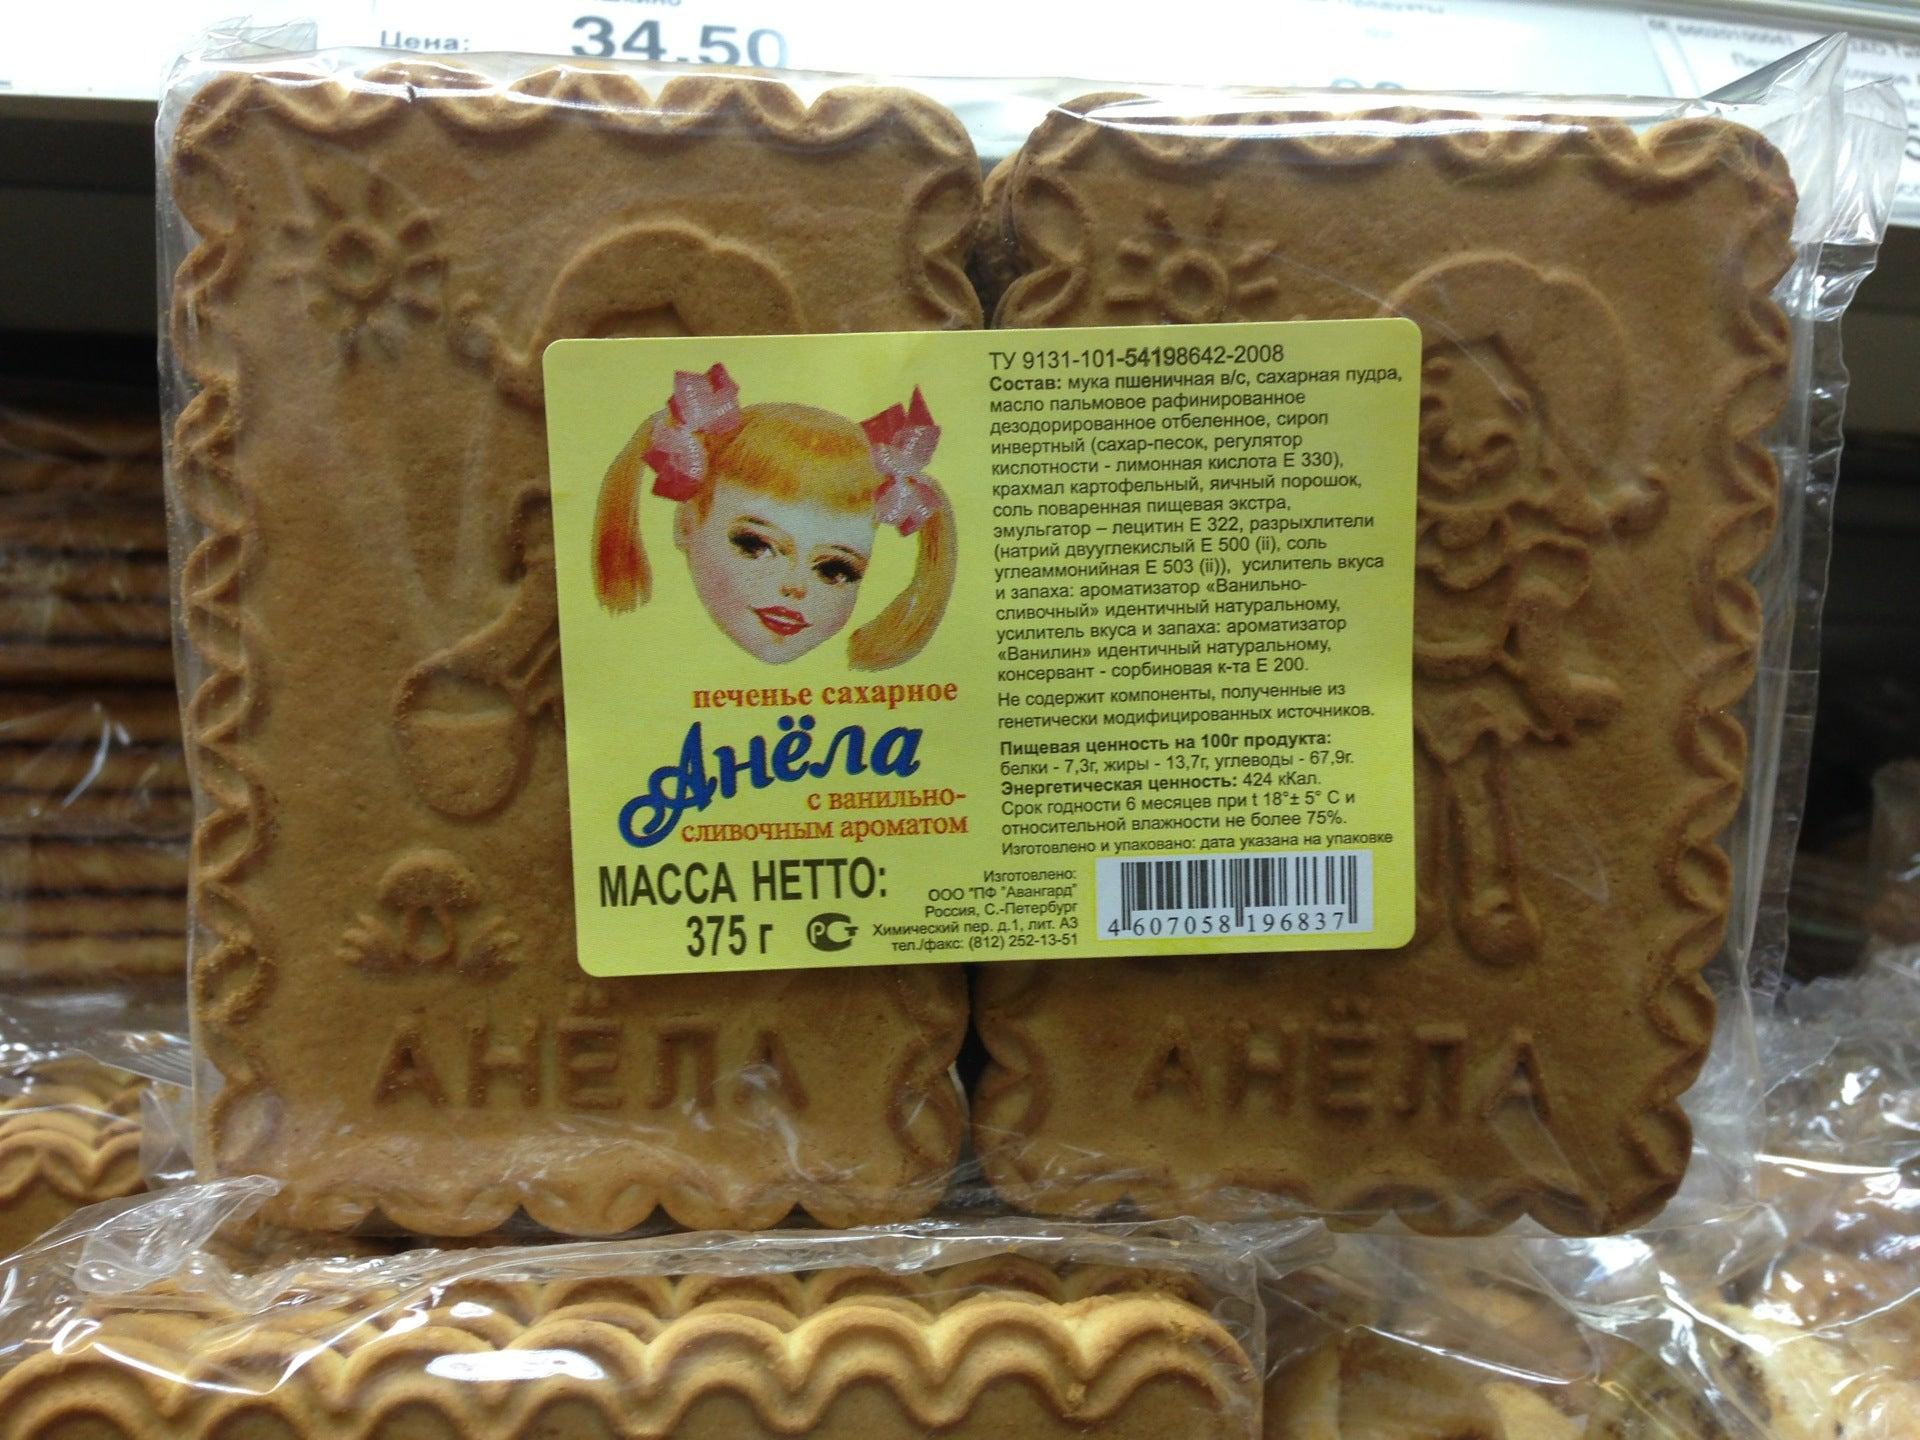 Цена: 34.50
ТУ 9131-101-54198642-2008
Состав: мука пшеничная в/с, сахарная пудра,
масло пальмовое рафинированное
дезодорированное отбеленное, сироп
инвертный (сахар-песок, регулятор
кислотности - лимонная кислота Е 330),
крахмал картофельный, яичный порошок,
соль поваренная пищевая экстра,
эмульгатор – лецитин Е 322, разрыхлители
(натрий двууглекислый Е 500 (ii), соль
углеаммонийная Е 503 (ii)), усилитель вкуса
и запаха: ароматизатор «Ванильно-
сливочный» идентичный натуральному,
усилитель вкуса и запаха: ароматизатор
«Ванилин» идентичный натуральному,
консервант - сорбиновая к-та Е 200.
Не содержит компоненты, полученные из
генетически модифицированных источников.
Пищевая ценность на 100г продукта:
белки - 7,3г, жиры - 13,7г, углеводы - 67,9г.
Энергетическая ценность: 424 кКал.
Срок годности 6 месяцев при t 18°± 5° С и
относительной влажности не более 75%.
Изготовлено и упаковано: дата указана на упаковке
печенье сахарное
Анёла
с ванильно-
сливочным ароматом
МАССА НЕТТО:
375 г
РСТ
Изготовлено:
ООО "ПФ "Авангард"
Россия, С.-Петербург
Химический пер. д.1, лит. А3
тел./факс: (812) 252-13-51
4 607058 196837
АНЁЛА
АНЁЛА